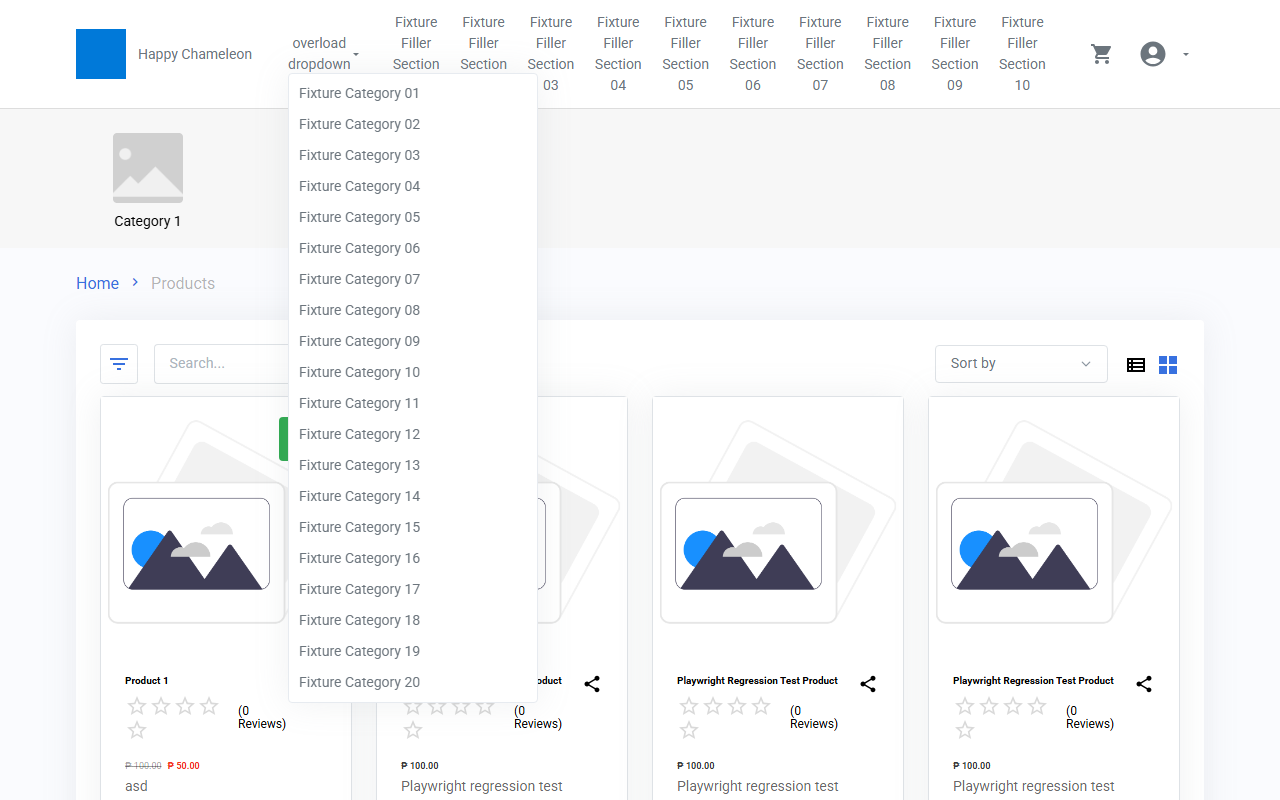 Happy Chameleon
overload
dropdown
Fixture
Filler
Section
Fixture
Filler
Section
Fixture
Filler
Section
03
Fixture
Filler
Section
04
Fixture
Filler
Section
05
Fixture
Filler
Section
06
Fixture
Filler
Section
07
Fixture
Filler
Section
08
Fixture
Filler
Section
09
Fixture
Filler
Section
10
Fixture Category 01
Fixture Category 02
Fixture Category 03
Fixture Category 04
Fixture Category 05
Fixture Category 06
Fixture Category 07
Fixture Category 08
Fixture Category 09
Fixture Category 10
Fixture Category 11
Fixture Category 12
Fixture Category 13
Fixture Category 14
Fixture Category 15
Fixture Category 16
Fixture Category 17
Fixture Category 18
Fixture Category 19
Fixture Category 20
Category 1
Home > Products
Search...
Sort by
Product 1
(0
Reviews)
₱ 100.00 ₱ 50.00
asd
(0
Reviews)
₱ 100.00
Playwright regression test
Playwright Regression Test Product
(0
Reviews)
₱ 100.00
Playwright regression test
Playwright Regression Test Product
(0
Reviews)
₱ 100.00
Playwright regression test